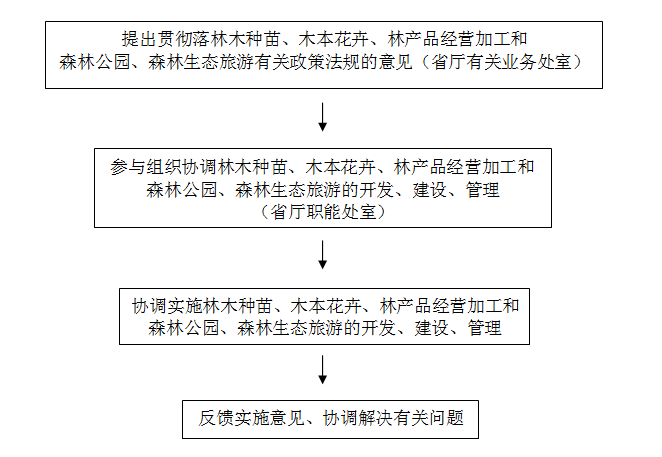 提出贯彻落林木种苗、木本花卉、林产品经营加工和
森林公园、森林生态旅游有关政策法规的意见（省厅有关业务处室）
参与组织协调林木种苗、木本花卉、林产品经营加工和
森林公园、森林生态旅游的开发、建设、管理
（省厅职能处室）
协调实施林木种苗、木本花卉、林产品经营加工和
森林公园、森林生态旅游的开发、建设、管理
反馈实施意见、协调解决有关问题